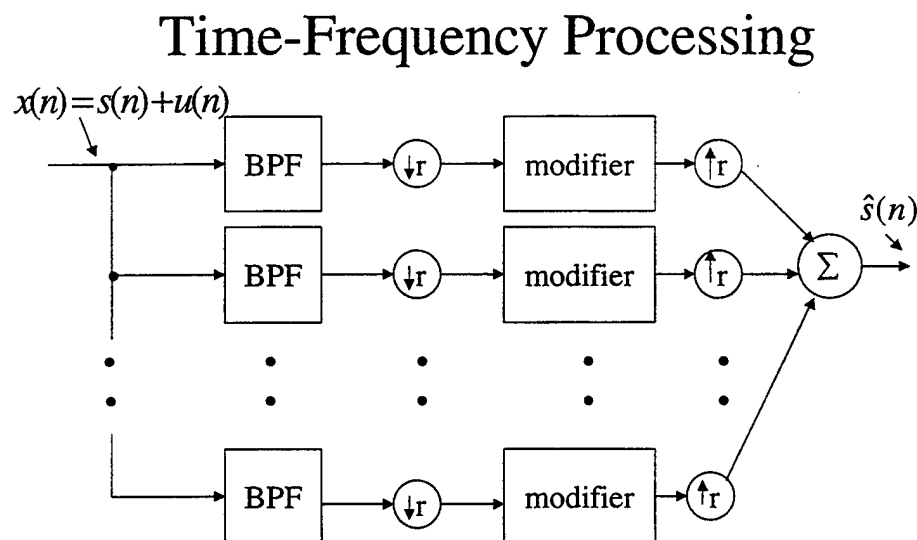 Time-Frequency Processing
x(n)=s(n)+u(n)
BPF ↓r modifier ↑r
ŝ(n)
BPF ↓r modifier ↑r Σ
BPF ↓r modifier ↑r